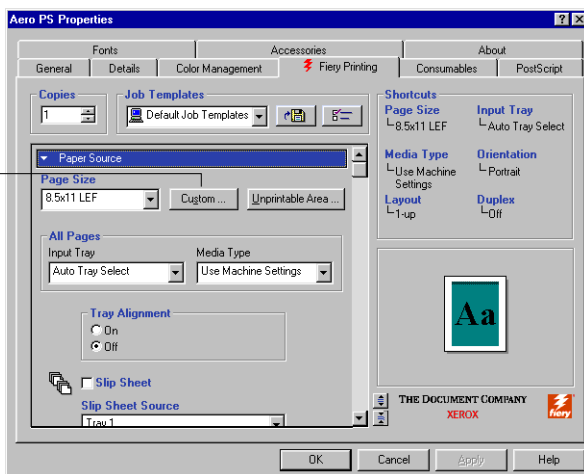 Aero PS Properties
Fonts
Accessories
About
General
Details
Color Management
Fiery Printing
Consumables
PostScript
Copies
1
Job Templates
Default Job Templates
Paper Source
Page Size
8.5x11 LEF
Custom ...
Unprintable Area ...
All Pages
Input Tray
Auto Tray Select
Media Type
Use Machine Settings
Tray Alignment
On
Off
Slip Sheet
Slip Sheet Source
Tray 1
Shortcuts
Page Size
8.5x11 LEF
Input Tray
Auto Tray Select
Media Type
Use Machine
Settings
Orientation
Portrait
Layout
1-up
Duplex
Off
Aa
THE DOCUMENT COMPANY
XEROX
fiery
OK
Cancel
Apply
Help